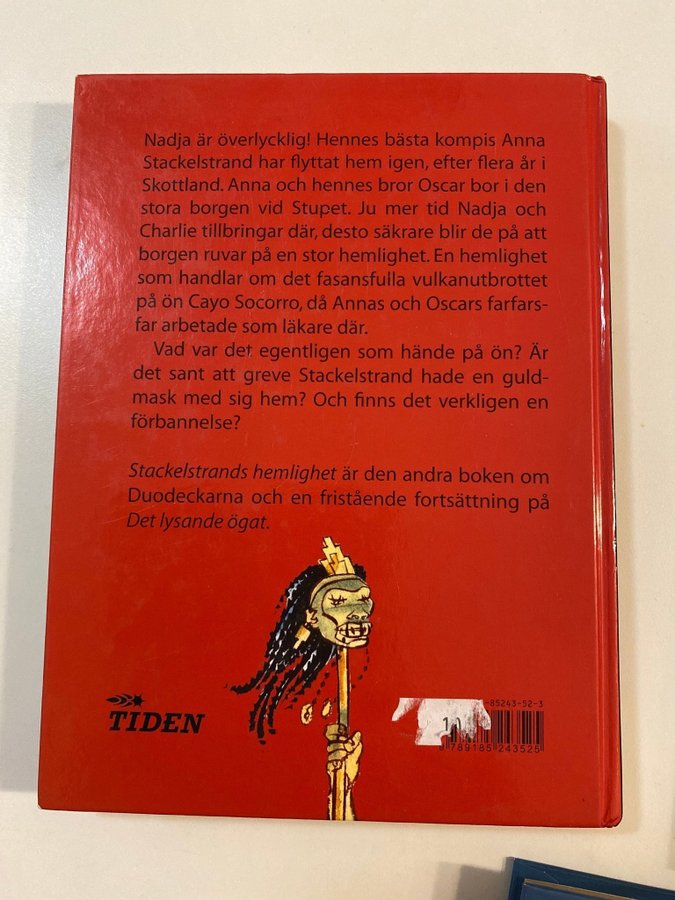 Nadja är överlycklig! Hennes bästa kompis Anna
Stackelstrand har flyttat hem igen, efter flera år i
Skottland. Anna och hennes bror Oscar bor i den
stora borgen vid Stupet. Ju mer tid Nadja och
Charlie tillbringar där, desto säkrare blir de på att
borgen ruvar på en stor hemlighet. En hemlighet
som handlar om det fasansfulla vulkanutbrottet
på ön Cayo Socorro, då Annas och Oscars farfars-
far arbetade som läkare där.
Vad var det egentligen som hände på ön? Är
det sant att greve Stackelstrand hade en guld-
mask med sig hem? Och finns det verkligen en
förbannelse?
Stackelstrands hemlighet är den andra boken om
Duodeckarna och en fristående fortsättning på
Det lysande ögat.
TIDEN
-85243-52-3
9 789185 243525